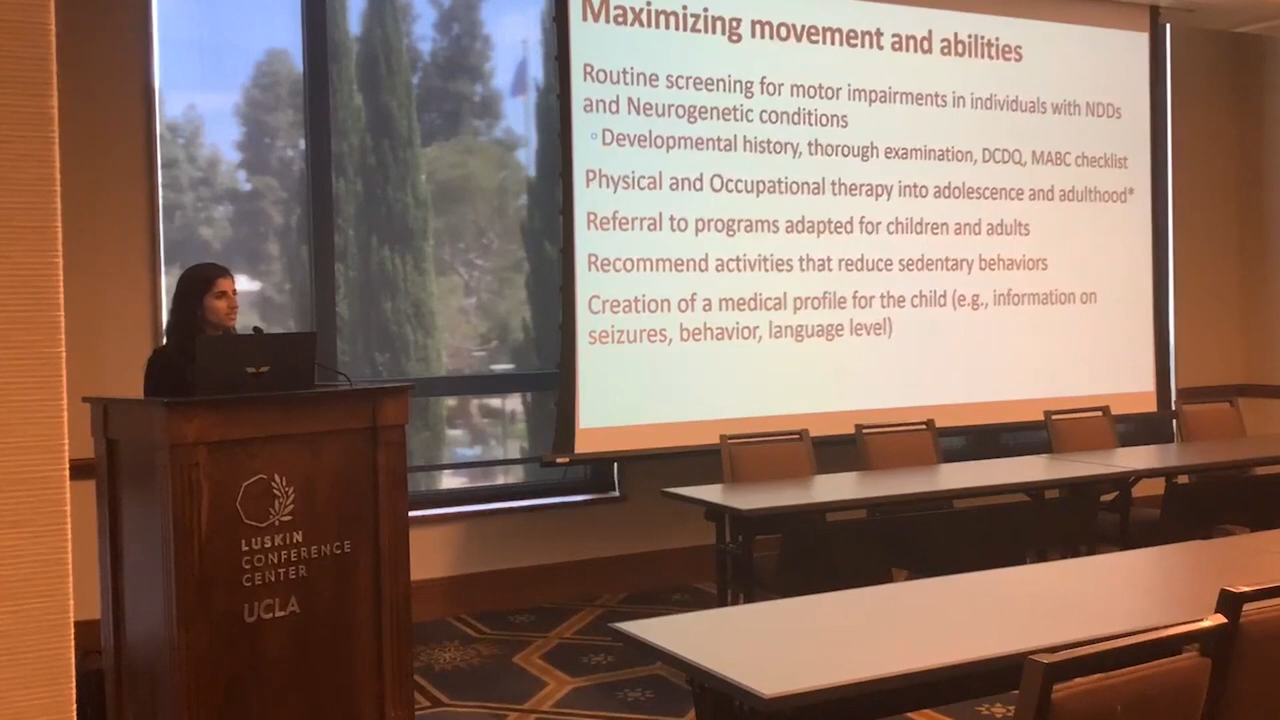 Maximizing movement and abilities
Routine screening for motor impairments in individuals with NDDs
and Neurogenetic conditions
◦ Developmental history, thorough examination, DCDQ, MABC checklist
Physical and Occupational therapy into adolescence and adulthood*
Referral to programs adapted for children and adults
Recommend activities that reduce sedentary behaviors
Creation of a medical profile for the child (e.g., information on
seizures, behavior, language level)
LUSKIN
CONFERENCE
CENTER
UCLA